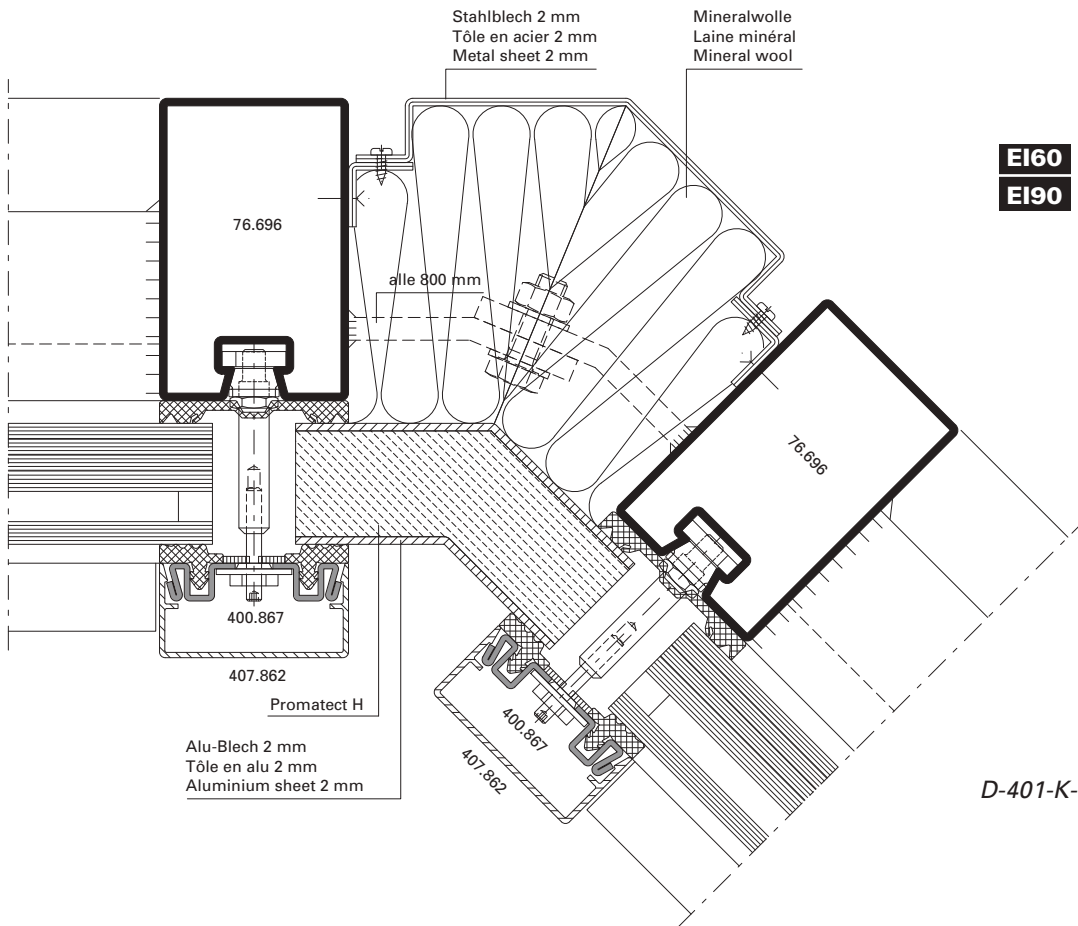 Stahlblech 2 mm
Tôle en acier 2 mm
Metal sheet 2 mm
Mineralwolle
Laine minéral
Mineral wool
EI60
EI90
76.696
alle 800 mm
76.696
400.867
407.862
Promatect H
Alu-Blech 2 mm
Tôle en alu 2 mm
Aluminium sheet 2 mm
400.867
407.862
D-401-K-